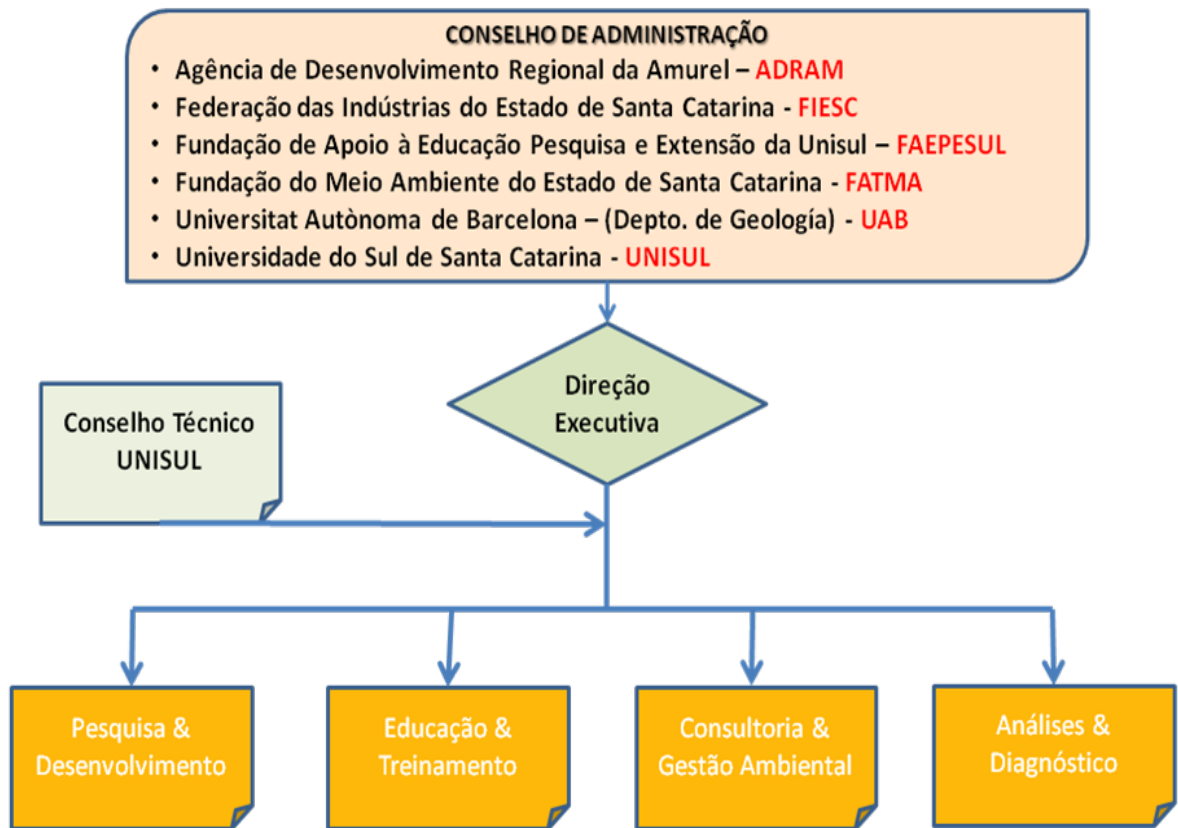 CONSELHO DE ADMINISTRAÇÃO
• Agência de Desenvolvimento Regional da Amurel – ADRAM
• Federação das Indústrias do Estado de Santa Catarina - FIESC
• Fundação de Apoio à Educação Pesquisa e Extensão da Unisul – FAEPESUL
• Fundação do Meio Ambiente do Estado de Santa Catarina - FATMA
• Universitat Autònoma de Barcelona – (Depto. de Geología) - UAB
• Universidade do Sul de Santa Catarina - UNISUL
Direção
Executiva
Conselho Técnico
UNISUL
Pesquisa &
Desenvolvimento
Educação &
Treinamento
Consultoria &
Gestão Ambiental
Análises &
Diagnóstico